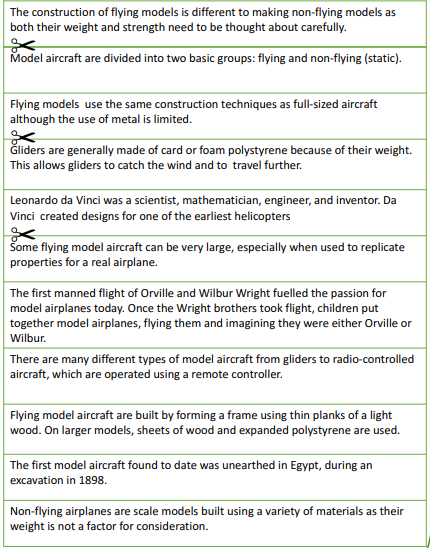 The construction of flying models is different to making non-flying models as
both their weight and strength need to be thought about carefully.
Model aircraft are divided into two basic groups: flying and non-flying (static).
Flying models use the same construction techniques as full-sized aircraft
although the use of metal is limited.
Gliders are generally made of card or foam polystyrene because of their weight.
This allows gliders to catch the wind and to travel further.
Leonardo da Vinci was a scientist, mathematician, engineer, and inventor. Da
Vinci created designs for one of the earliest helicopters
Some flying model aircraft can be very large, especially when used to replicate
properties for a real airplane.
The first manned flight of Orville and Wilbur Wright fuelled the passion for
model airplanes today. Once the Wright brothers took flight, children put
together model airplanes, flying them and imagining they were either Orville or
Wilbur.
There are many different types of model aircraft from gliders to radio-controlled
aircraft, which are operated using a remote controller.
Flying model aircraft are built by forming a frame using thin planks of a light
wood. On larger models, sheets of wood and expanded polystyrene are used.
The first model aircraft found to date was unearthed in Egypt, during an
excavation in 1898.
Non-flying airplanes are scale models built using a variety of materials as their
weight is not a factor for consideration.